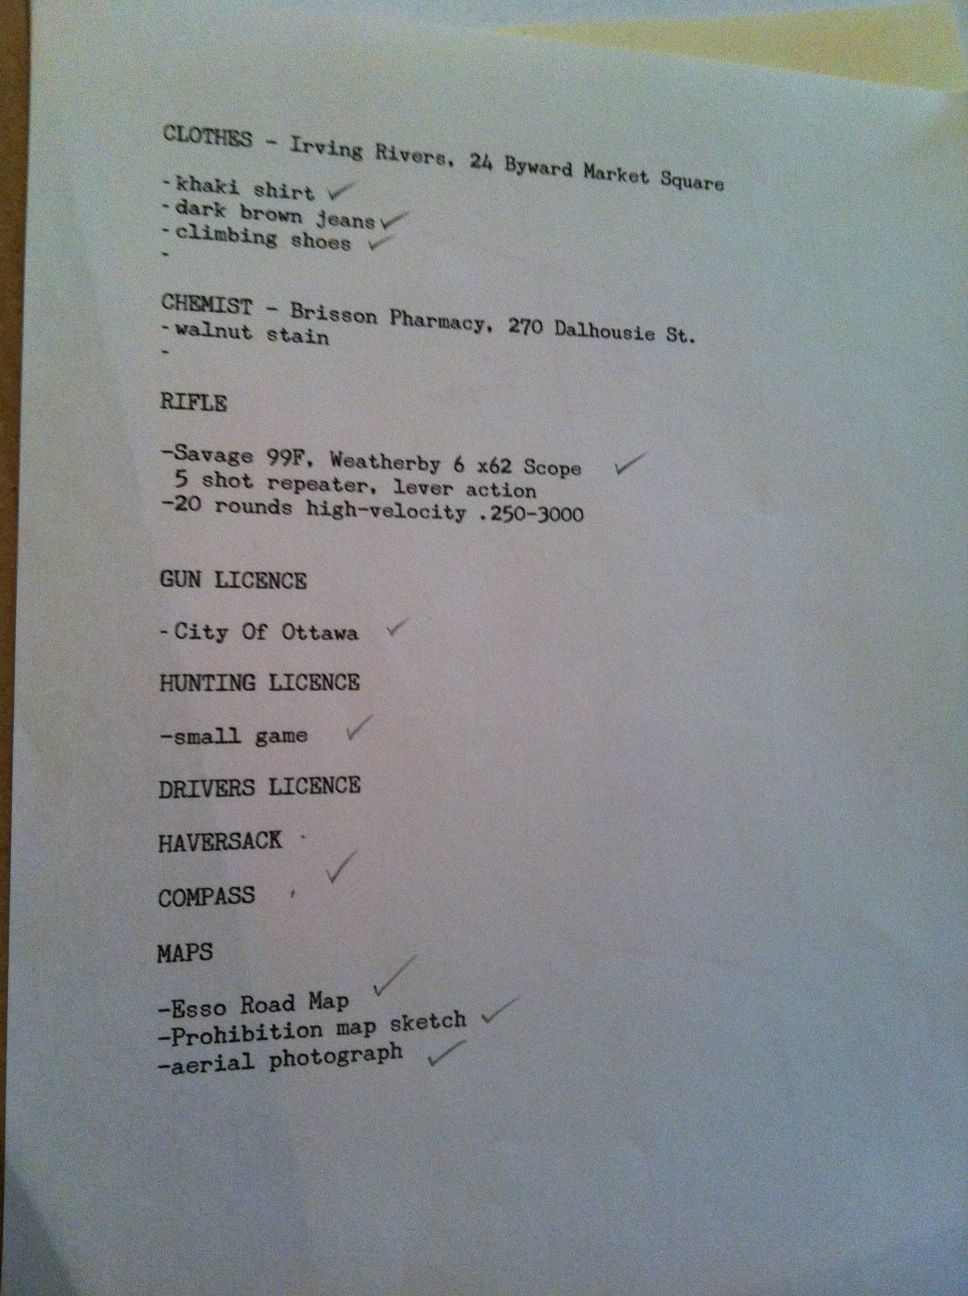 CLOTHES - Irving Rivers, 24 Byward Market Square
-khaki shirt ✓
-dark brown jeans ✓
-climbing shoes ✓
-
CHEMIST - Brisson Pharmacy, 270 Dalhousie St.
-walnut stain
-
RIFLE
-Savage 99F, Weatherby 6 x62 Scope ✓
5 shot repeater, lever action
-20 rounds high-velocity .250-3000
GUN LICENCE
-City Of Ottawa ✓
HUNTING LICENCE
-small game ✓
DRIVERS LICENCE
HAVERSACK
COMPASS ✓
MAPS
-Esso Road Map ✓
-Prohibition map sketch ✓
-aerial photograph ✓